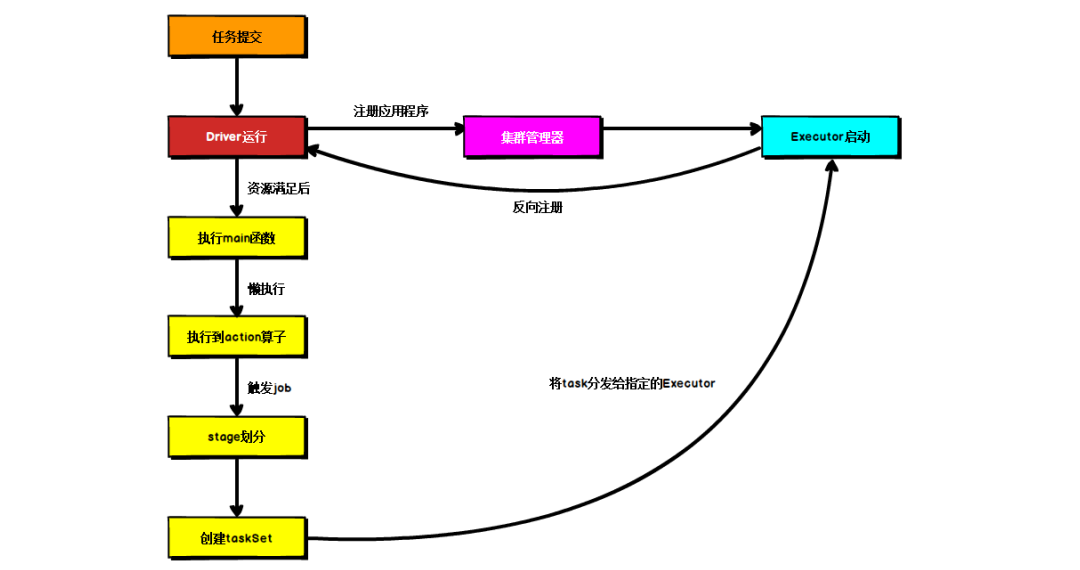 任务提交
注册应用程序
Driver运行
集群管理器
Executor启动
资源满足后
反向注册
执行main函数
懒执行
执行到action算子
触发job
将task分发给指定的Executor
stage划分
创建taskSet